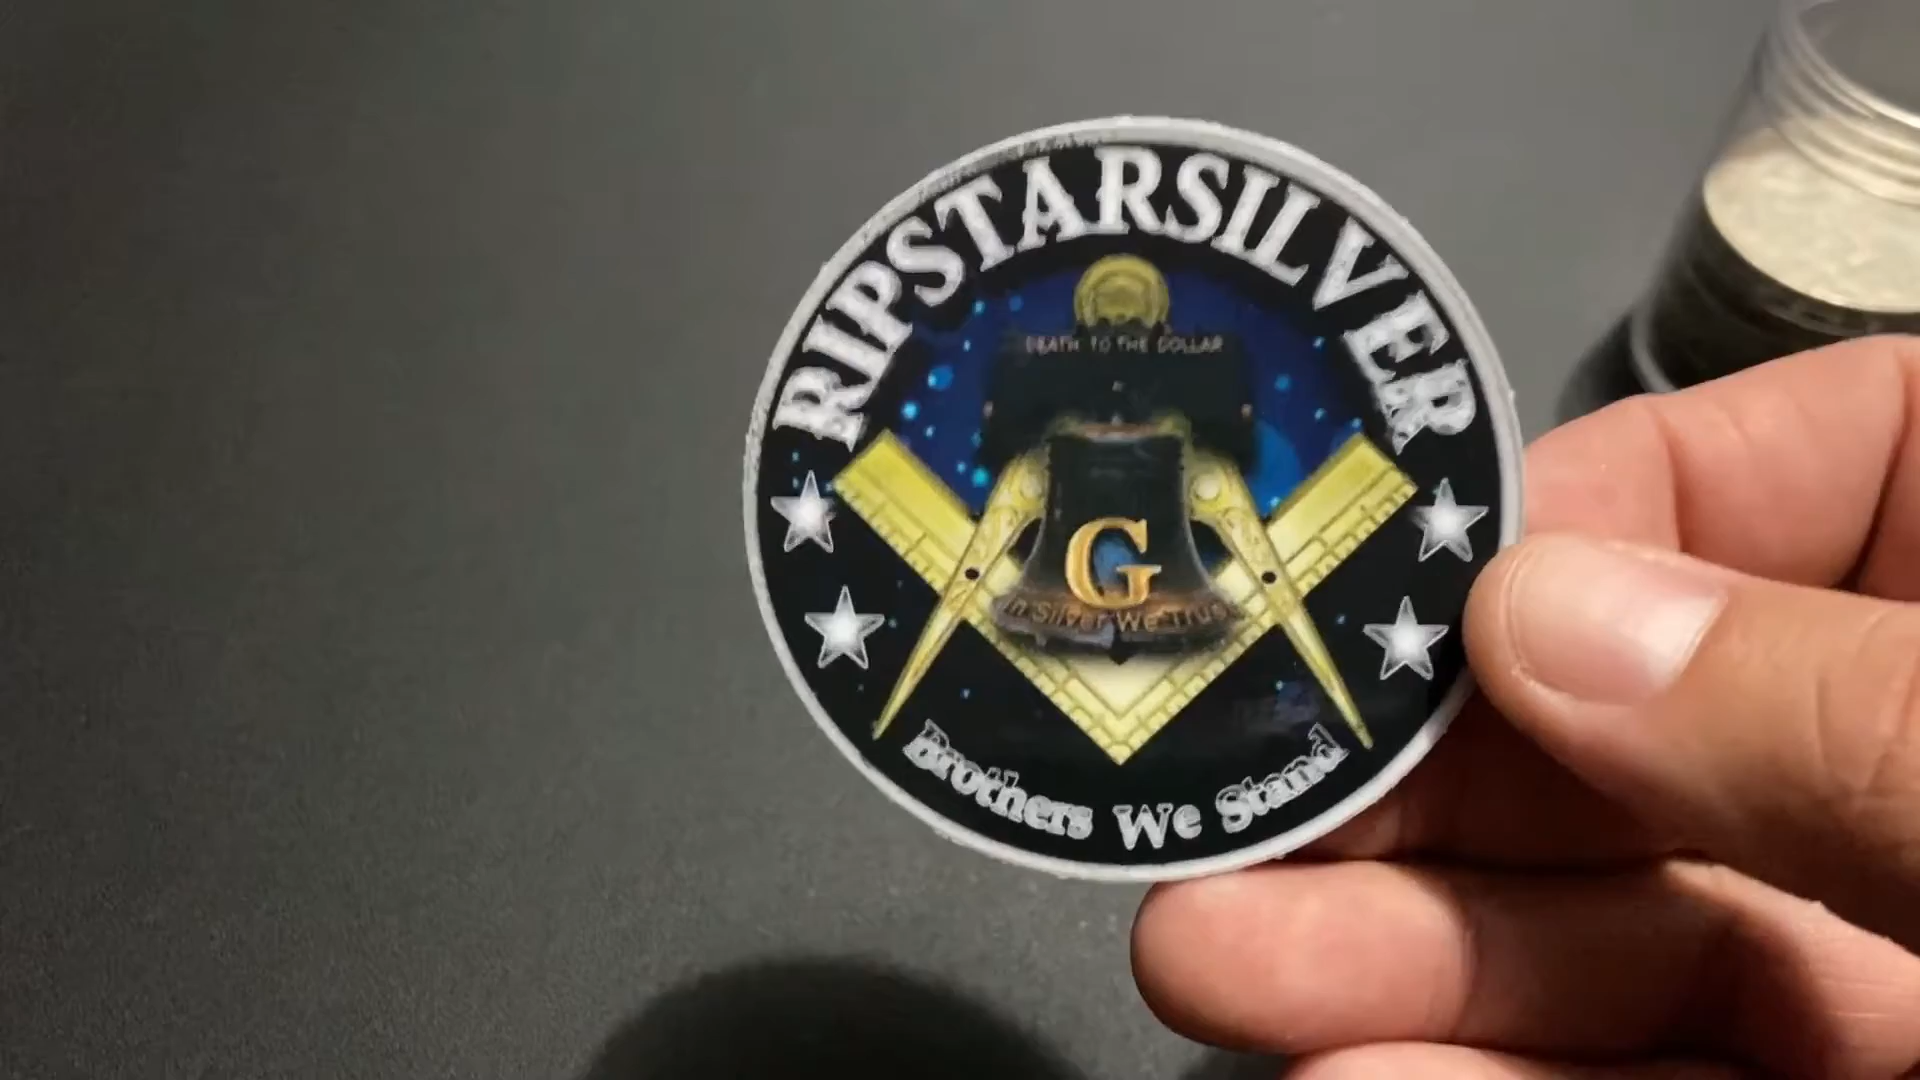 RIPSTARSILVER
DEATH TO THE DOLLAR
G
In Silver We Trust
Brothers We Stand